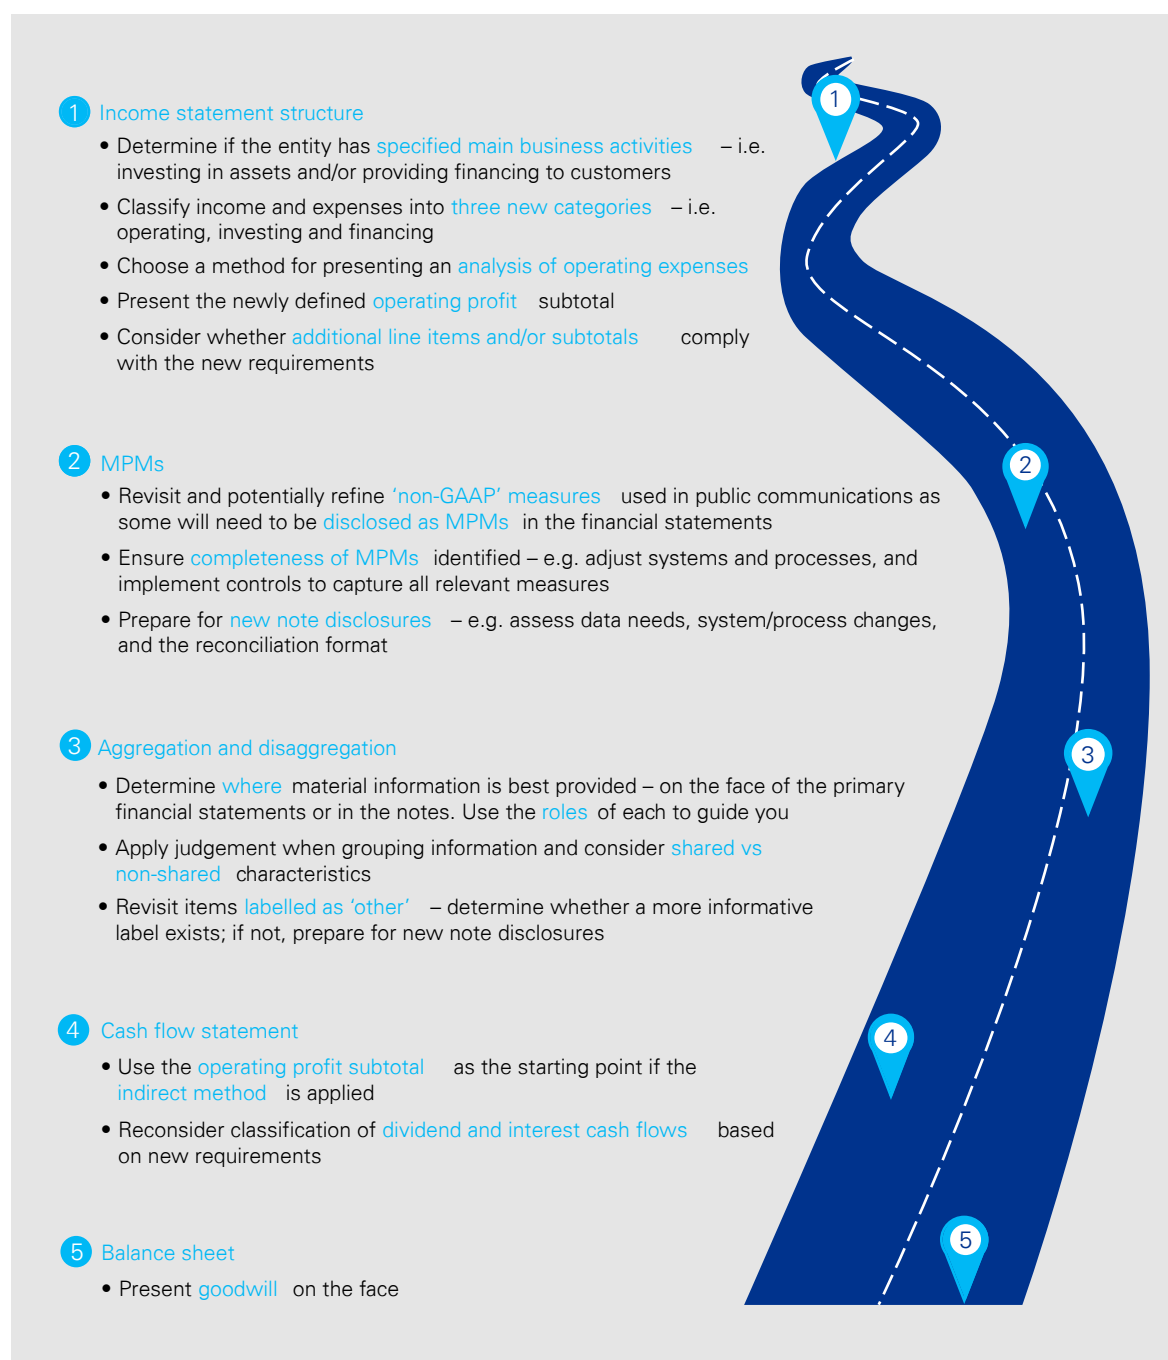 1 Income statement structure
• Determine if the entity has specified main business activities – i.e.
investing in assets and/or providing financing to customers
• Classify income and expenses into three new categories – i.e.
operating, investing and financing
• Choose a method for presenting an analysis of operating expenses
• Present the newly defined operating profit subtotal
• Consider whether additional line items and/or subtotals comply
with the new requirements
2 MPMs
• Revisit and potentially refine ‘non-GAAP’ measures used in public communications as
some will need to be disclosed as MPMs in the financial statements
• Ensure completeness of MPMs identified – e.g. adjust systems and processes, and
implement controls to capture all relevant measures
• Prepare for new note disclosures – e.g. assess data needs, system/process changes,
and the reconciliation format
3 Aggregation and disaggregation
• Determine where material information is best provided – on the face of the primary
financial statements or in the notes. Use the roles of each to guide you
• Apply judgement when grouping information and consider shared vs
non-shared characteristics
• Revisit items labelled as ‘other’ – determine whether a more informative
label exists; if not, prepare for new note disclosures
4 Cash flow statement
• Use the operating profit subtotal as the starting point if the
indirect method is applied
• Reconsider classification of dividend and interest cash flows based
on new requirements
5 Balance sheet
• Present goodwill on the face
1
2
3
4
5